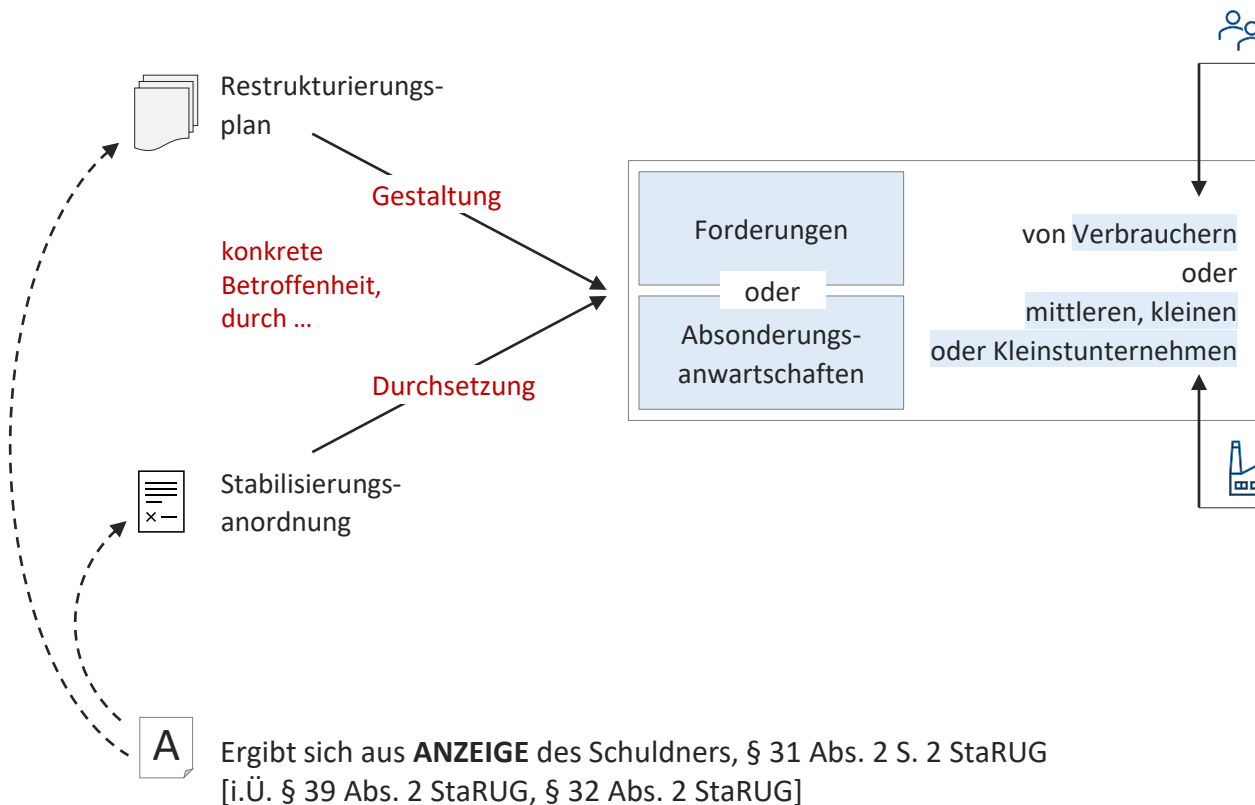 Restrukturierungs-
plan
Gestaltung
konkrete
Betroffenheit,
durch ...
Durchsetzung
Stabilisierungs-
anordnung
Forderungen
oder
Absonderungs-
anwartschaften
von Verbrauchern
oder
mittleren, kleinen
oder Kleinstunternehmen
A
Ergibt sich aus ANZEIGE des Schuldners, § 31 Abs. 2 S. 2 StaRUG
[i.Ü. § 39 Abs. 2 StaRUG, § 32 Abs. 2 StaRUG]